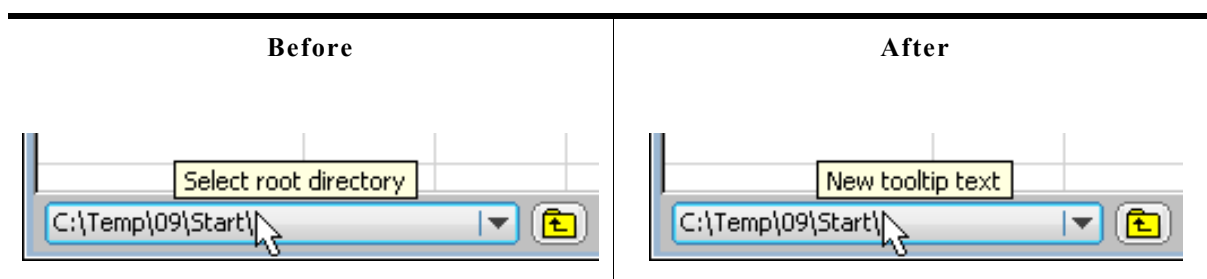 Before
After
Select root directory
C:\Temp\09\Start\
New tooltip text
C:\Temp\09\Start\